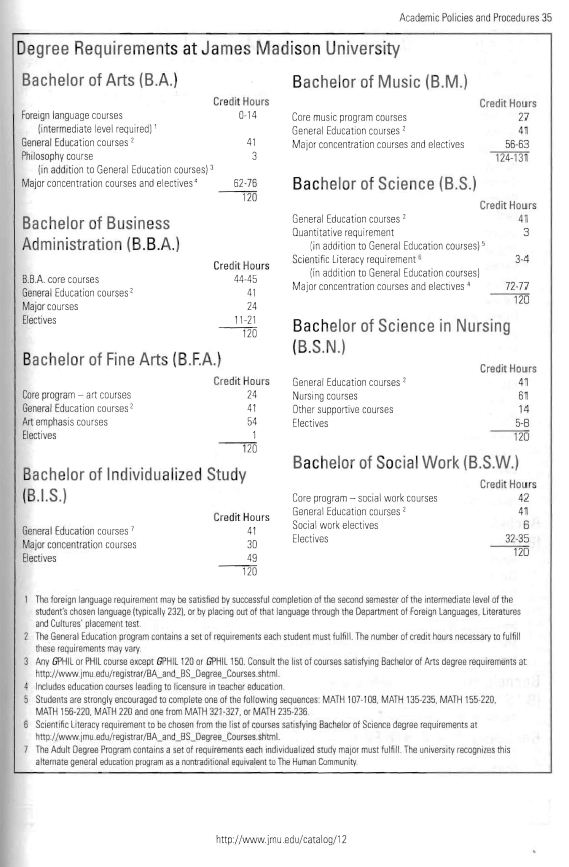 Academic Policies and Procedures 35
Degree Requirements at James Madison University
Bachelor of Arts (B.A.)
Credit Hours
Foreign language courses 0-14
(intermediate level required) 1
General Education courses 2 41
Philosophy course 3
(in addition to General Education courses) 3
Major concentration courses and electives 4 62-76
120
Bachelor of Business
Administration (B.B.A.)
Credit Hours
B.B.A. core courses 44-45
General Education courses 2 41
Major courses 24
Electives 11-21
120
Bachelor of Fine Arts (B.F.A.)
Credit Hours
Core program – art courses 24
General Education courses 2 41
Art emphasis courses 54
Electives 1
120
Bachelor of Individualized Study
(B.I.S.)
Credit Hours
General Education courses 7 41
Major concentration courses 30
Electives 49
120
Bachelor of Music (B.M.)
Credit Hours
Core music program courses 27
General Education courses 2 41
Major concentration courses and electives 56-63
124-131
Bachelor of Science (B.S.)
Credit Hours
General Education courses 2 41
Quantitative requirement 3
(in addition to General Education courses) 5
Scientific Literacy requirement 6 3-4
(in addition to General Education courses)
Major concentration courses and electives 4 72-77
120
Bachelor of Science in Nursing
(B.S.N.)
Credit Hours
General Education courses 2 41
Nursing courses 61
Other supportive courses 14
Electives 5-8
120
Bachelor of Social Work (B.S.W.)
Credit Hours
Core program – social work courses 42
General Education courses 2 41
Social work electives 6
Electives 32-35
120
1 The foreign language requirement may be satisfied by successful completion of the second semester of the intermediate level of the
student's chosen language (typically 232), or by placing out of that language through the Department of Foreign Languages, Literatures
and Cultures' placement test.
2 The General Education program contains a set of requirements each student must fulfill. The number of credit hours necessary to fulfill
these requirements may vary.
3 Any GPHIL or PHIL course except GPHIL 120 or GPHIL 150. Consult the list of courses satisfying Bachelor of Arts degree requirements at
http://www.jmu.edu/registrar/BA_and_BS_Degree_Courses.shtml.
4 Includes education courses leading to licensure in teacher education.
5 Students are strongly encouraged to complete one of the following sequences: MATH 107-108, MATH 135-235, MATH 155-220,
MATH 156-220, MATH 220 and one from MATH 321-327, or MATH 235-236.
6 Scientific Literacy requirement to be chosen from the list of courses satisfying Bachelor of Science degree requirements at
http://www.jmu.edu/registrar/BA_and_BS_Degree_Courses.shtml.
7 The Adult Degree Program contains a set of requirements each individualized study major must fulfill. The university recognizes this
alternate general education program as a nontraditional equivalent to The Human Community.
http://www.jmu.edu/catalog/12